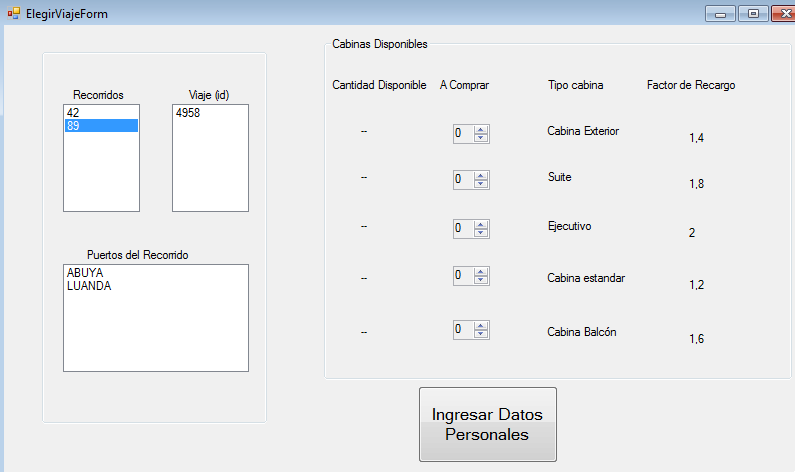 ElegirViajeForm
Recorridos
Viaje (id)
42
89
4958
Puertos del Recorrido
ABUYA
LUANDA
Cabinas Disponibles
Cantidad Disponible A Comprar Tipo cabina Factor de Recargo
-- 0 Cabina Exterior 1,4
-- 0 Suite 1,8
-- 0 Ejecutivo 2
-- 0 Cabina estandar 1,2
-- 0 Cabina Balcón 1,6
Ingresar Datos
Personales